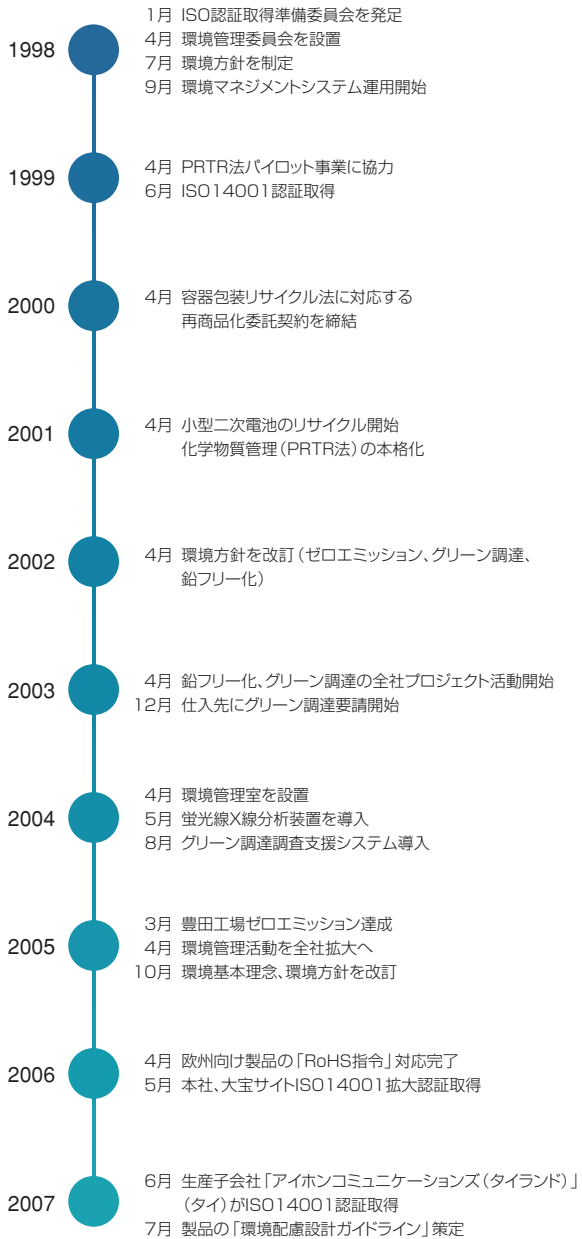 1998
1月 ISO認証取得準備委員会を発足
4月 環境管理委員会を設置
7月 環境方針を制定
9月 環境マネジメントシステム運用開始
1999
4月 PRTR法パイロット事業に協力
6月 ISO14001認証取得
2000
4月 容器包装リサイクル法に対応する
再商品化委託契約を締結
2001
4月 小型二次電池のリサイクル開始
化学物質管理(PRTR法)の本格化
2002
4月 環境方針を改訂(ゼロエミッション、グリーン調達、
鉛フリー化)
2003
4月 鉛フリー化、グリーン調達の全社プロジェクト活動開始
12月 仕入先にグリーン調達要請開始
2004
4月 環境管理室を設置
5月 蛍光線X線分析装置を導入
8月 グリーン調達調査支援システム導入
2005
3月 豊田工場ゼロエミッション達成
4月 環境管理活動を全社拡大へ
10月 環境基本理念、環境方針を改訂
2006
4月 欧州向け製品の「RoHS指令」対応完了
5月 本社、大宝サイトISO14001拡大認証取得
2007
6月 生産子会社「アイホンコミュニケーションズ(タイランド)」
(タイ)がISO14001認証取得
7月 製品の「環境配慮設計ガイドライン」策定